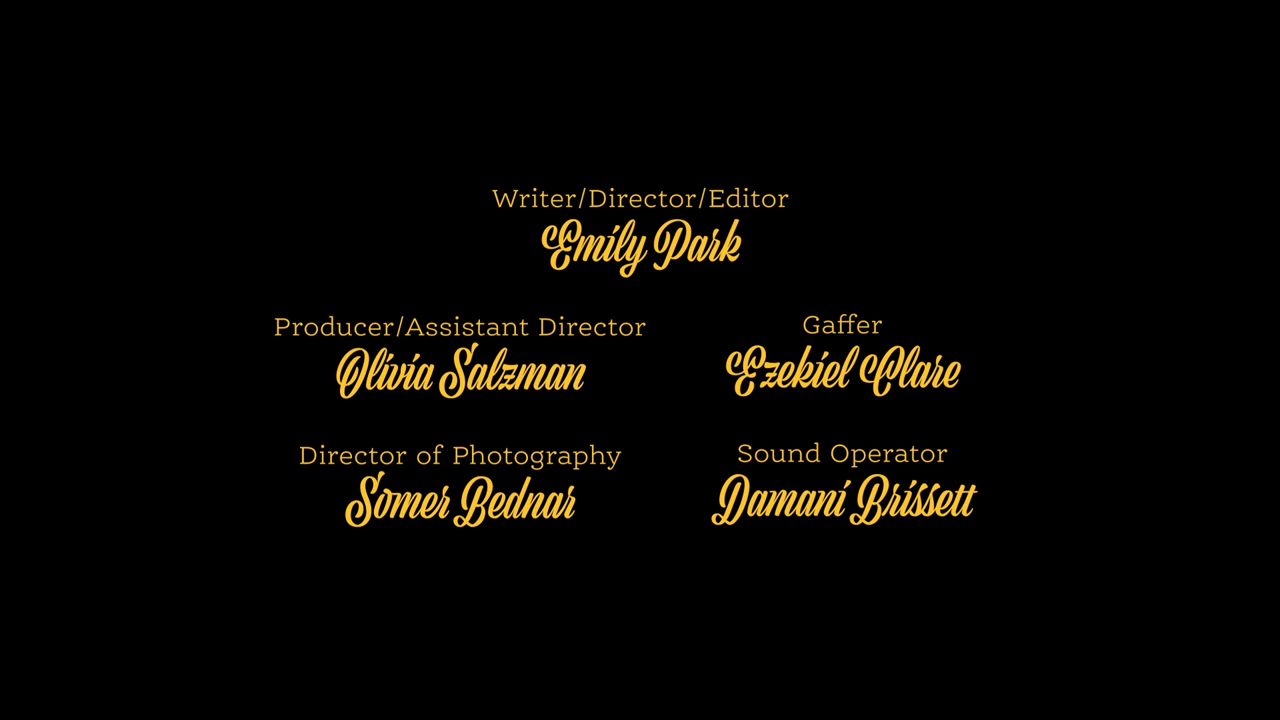 Writer/Director/Editor
Emily Park
Producer/Assistant Director
Olivia Salzman
Gaffer
Ezekiel Clare
Director of Photography
Somer Bednar
Sound Operator
Damani Brissett